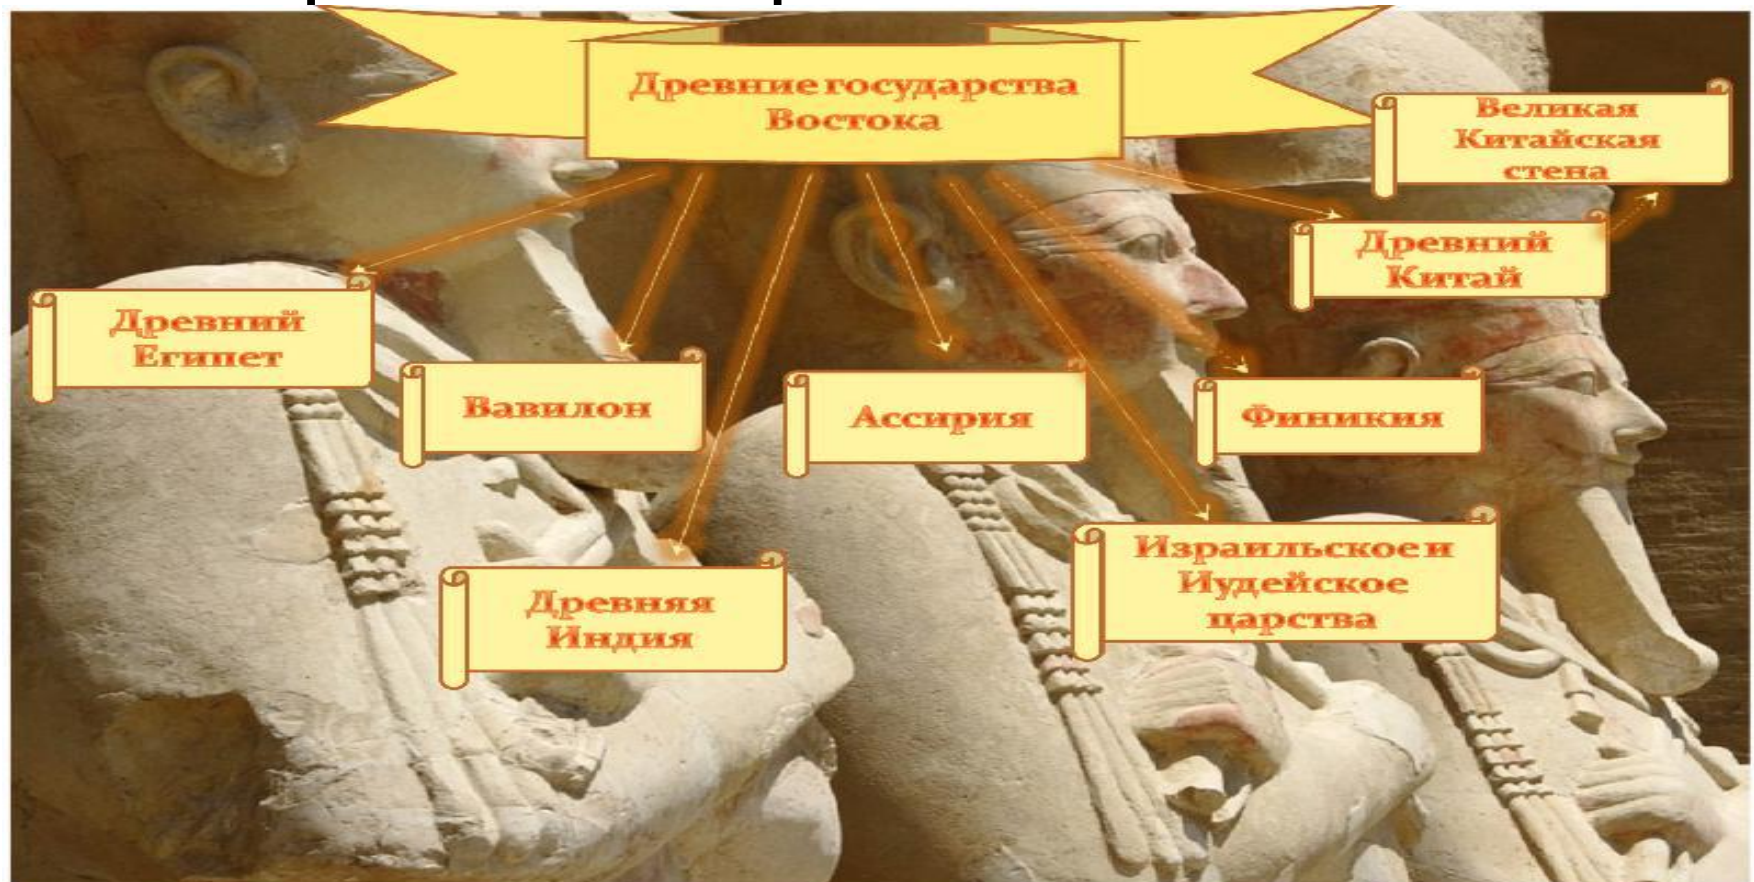 Древние государства
Востока
Великая
Китайская
стена
Древний
Китай
Древний
Египет
Вавилон
Ассирия
Финикия
Древняя
Индия
Израильское и
Иудейское
царства